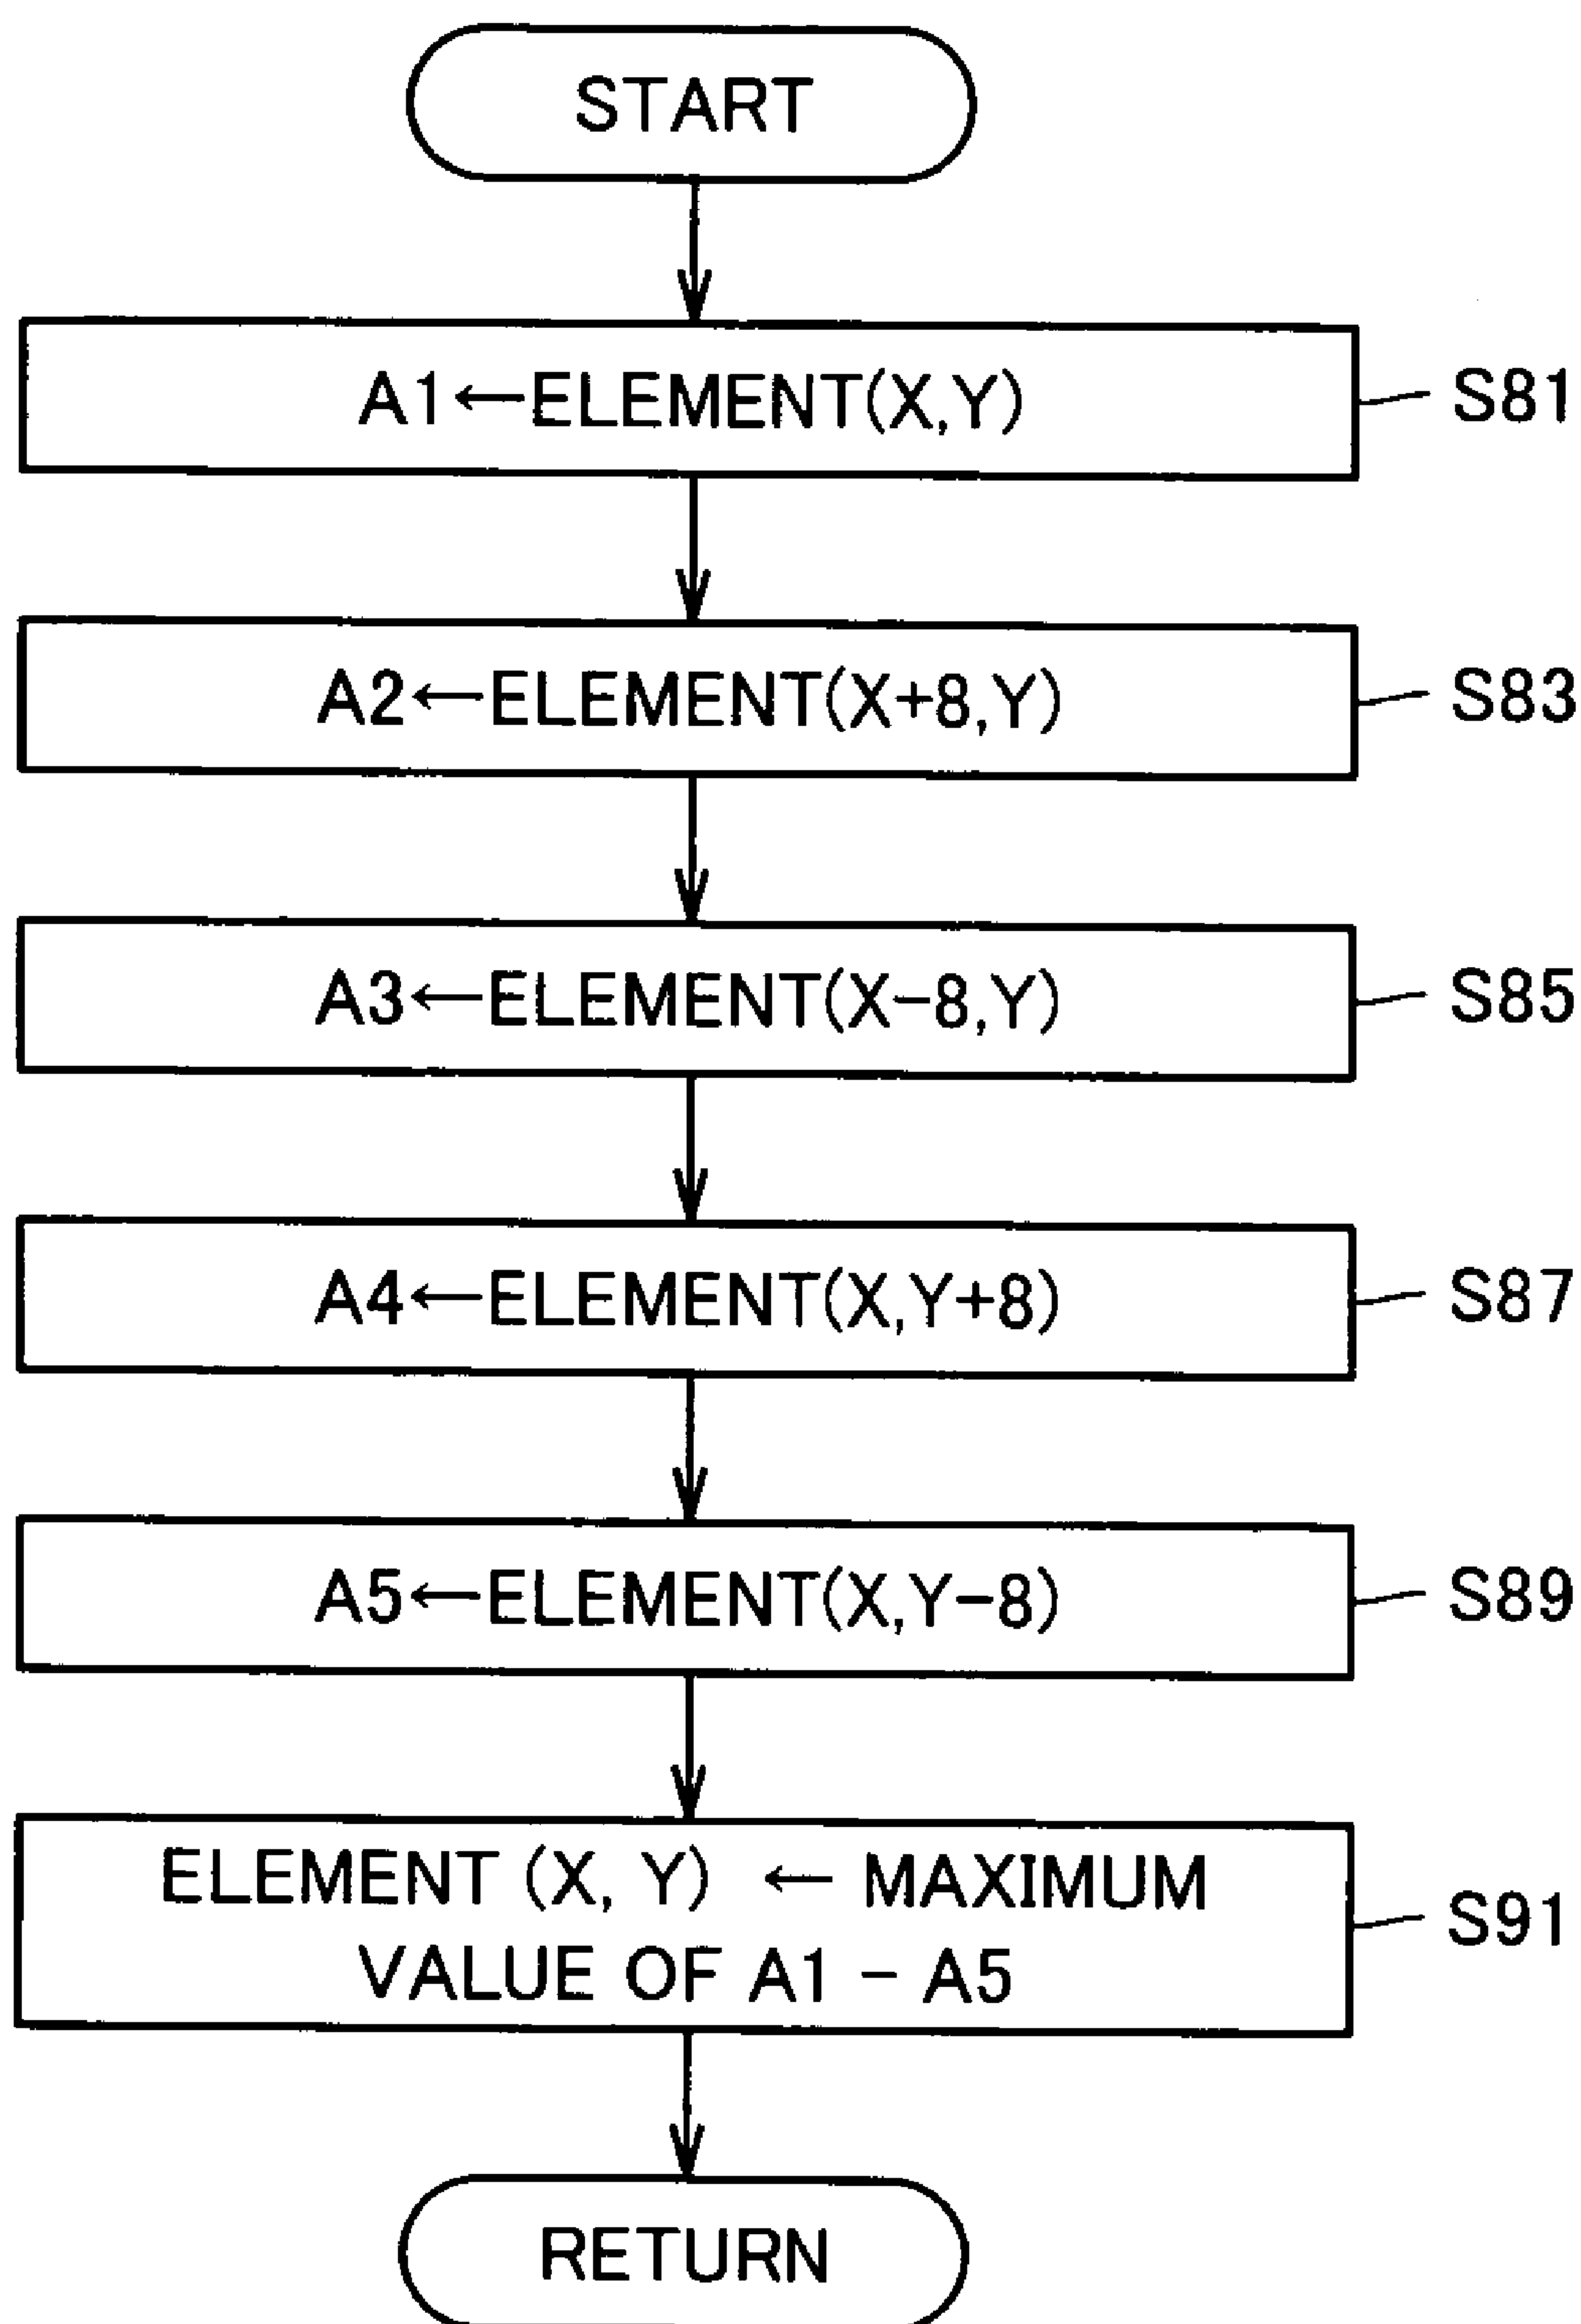 START
A1←ELEMENT(X,Y)
S81
A2←ELEMENT(X+8,Y)
S83
A3←ELEMENT(X−8,Y)
S85
A4←ELEMENT(X,Y+8)
S87
A5←ELEMENT(X,Y−8)
S89
ELEMENT (X, Y) ← MAXIMUM
VALUE OF A1 − A5
S91
RETURN